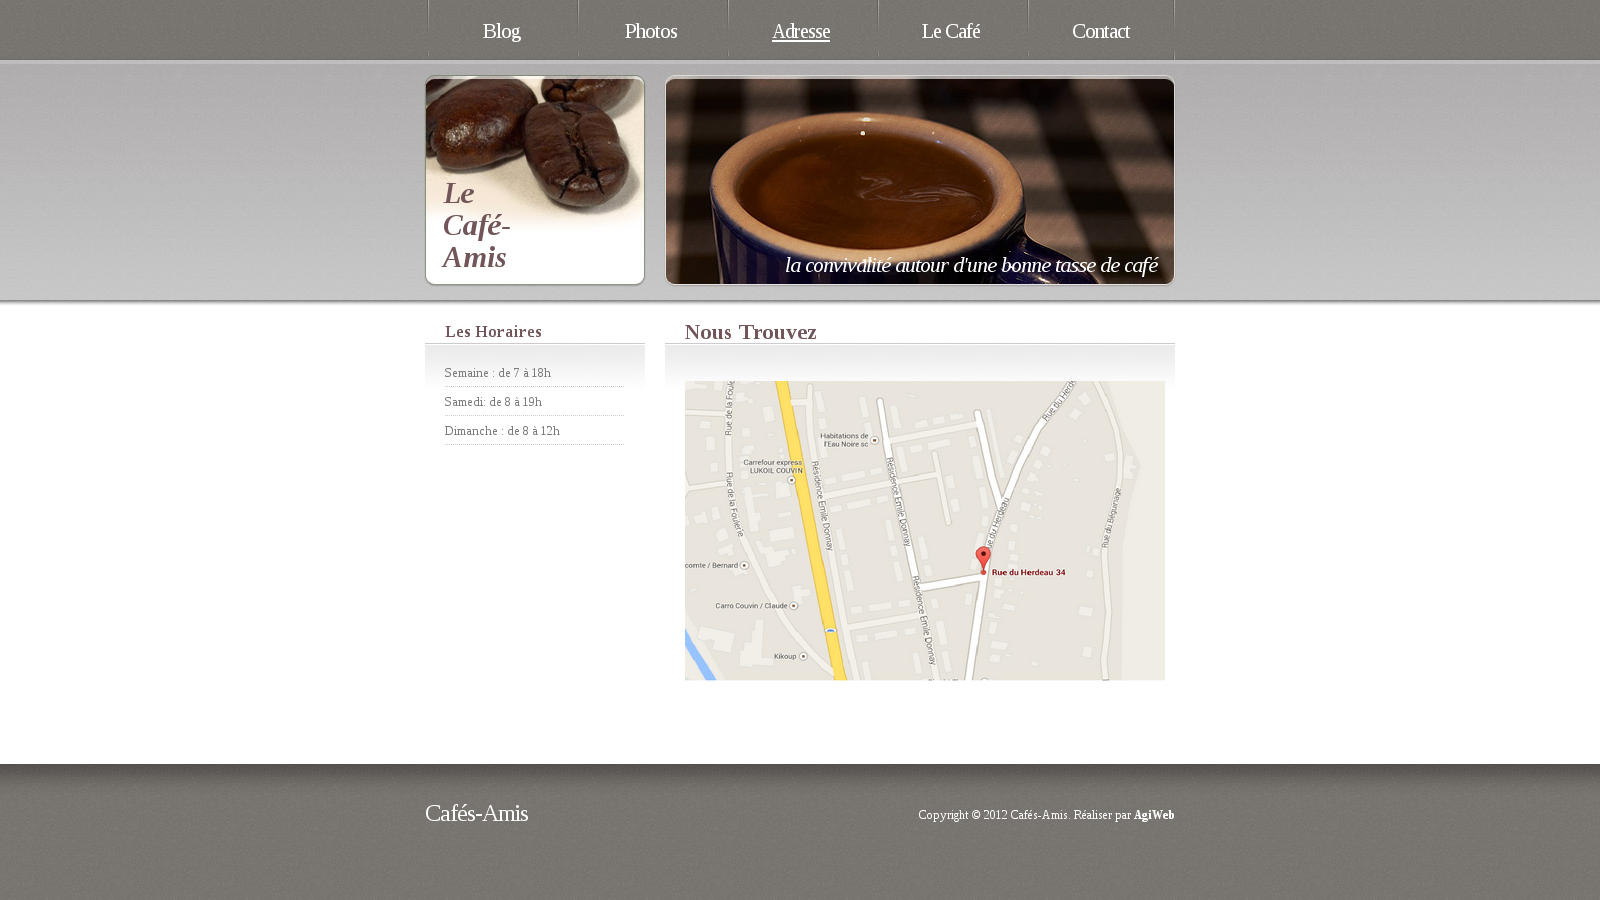 Blog
Photos
Adresse
Le Café
Contact
Le
Café-
Amis
la convivalité autour d'une bonne tasse de café
Les Horaires
Semaine : de 7 à 18h
Samedi: de 8 à 19h
Dimanche : de 8 à 12h
Nous Trouvez
Rue de la Foulerie
Rue du Herdeau
Habitations de
l'Eau Noire sc
Carrefour express
LUKOIL COUVIN
Résidence Emile Donnay
Résidence Emile Donnay
Rue de la Foulerie
Rue du Herdeau
Rue du Béguinage
comte / Bernard
Rue du Herdeau 34
Résidence Emile Donnay
Carro Couvin / Claude
Kikoup
Cafés-Amis
Copyright © 2012 Cafés-Amis. Réaliser par AgiWeb